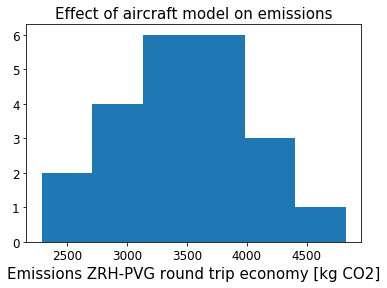 Effect of aircraft model on emissions
6
5
4
3
2
1
0
2500 3000 3500 4000 4500
Emissions ZRH-PVG round trip economy [kg CO2]